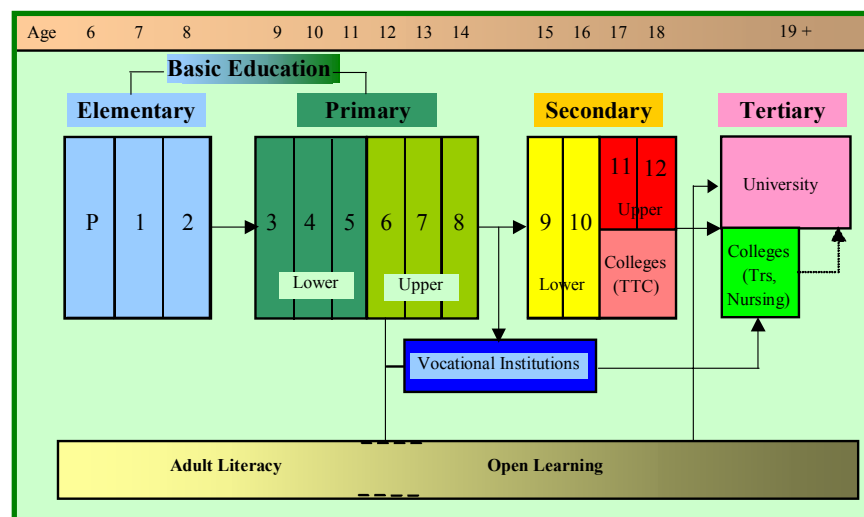 Age 6 7 8 9 10 11 12 13 14 15 16 17 18 19 +
Basic Education
Elementary Primary Secondary Tertiary
P 1 2 3 4 5 6 7 8 9 10 11 12
Upper
University
Lower Upper
Lower
Colleges
(TTC)
Colleges
(Trs,
Nursing)
Vocational Institutions
Adult Literacy Open Learning